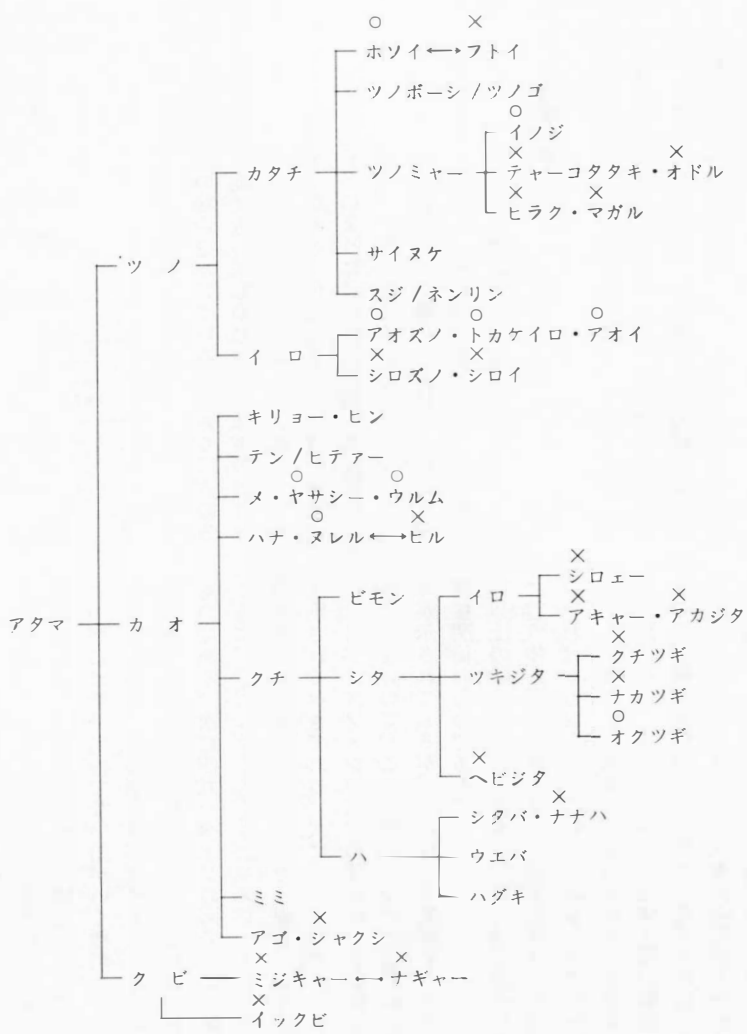 ○ ×
ホソイ←→フトイ
ツノボーシ/ツノゴ
○
イノジ
× ×
カタチ ツノミャー テャーコタタキ・オドル
× ×
ヒラク・マガル
ツノ サイヌケ
スジ/ネンリン
○ ○ ○
アオズノ・トカケイロ・アオイ
イロ
× ×
シロズノ・シロイ
キリョー・ヒン
テン/ヒテァー
○ ○
メ・ヤサシー・ウルム
○ ×
ハナ・ヌレル←→ヒル
×
シロェー
ビモン イロ
× ×
アタマ カオ アキャー・アカジタ
×
クチツギ
クチ シタ ツキジタ
×
ナカツギ
○
オクツギ
×
ヘビジタ
×
シタバ・ナナハ
ハ ウエバ
ハグキ
ミミ
×
アゴ・シャクシ
× ×
クビ ミジキャー←→ナギャー
×
イックビ